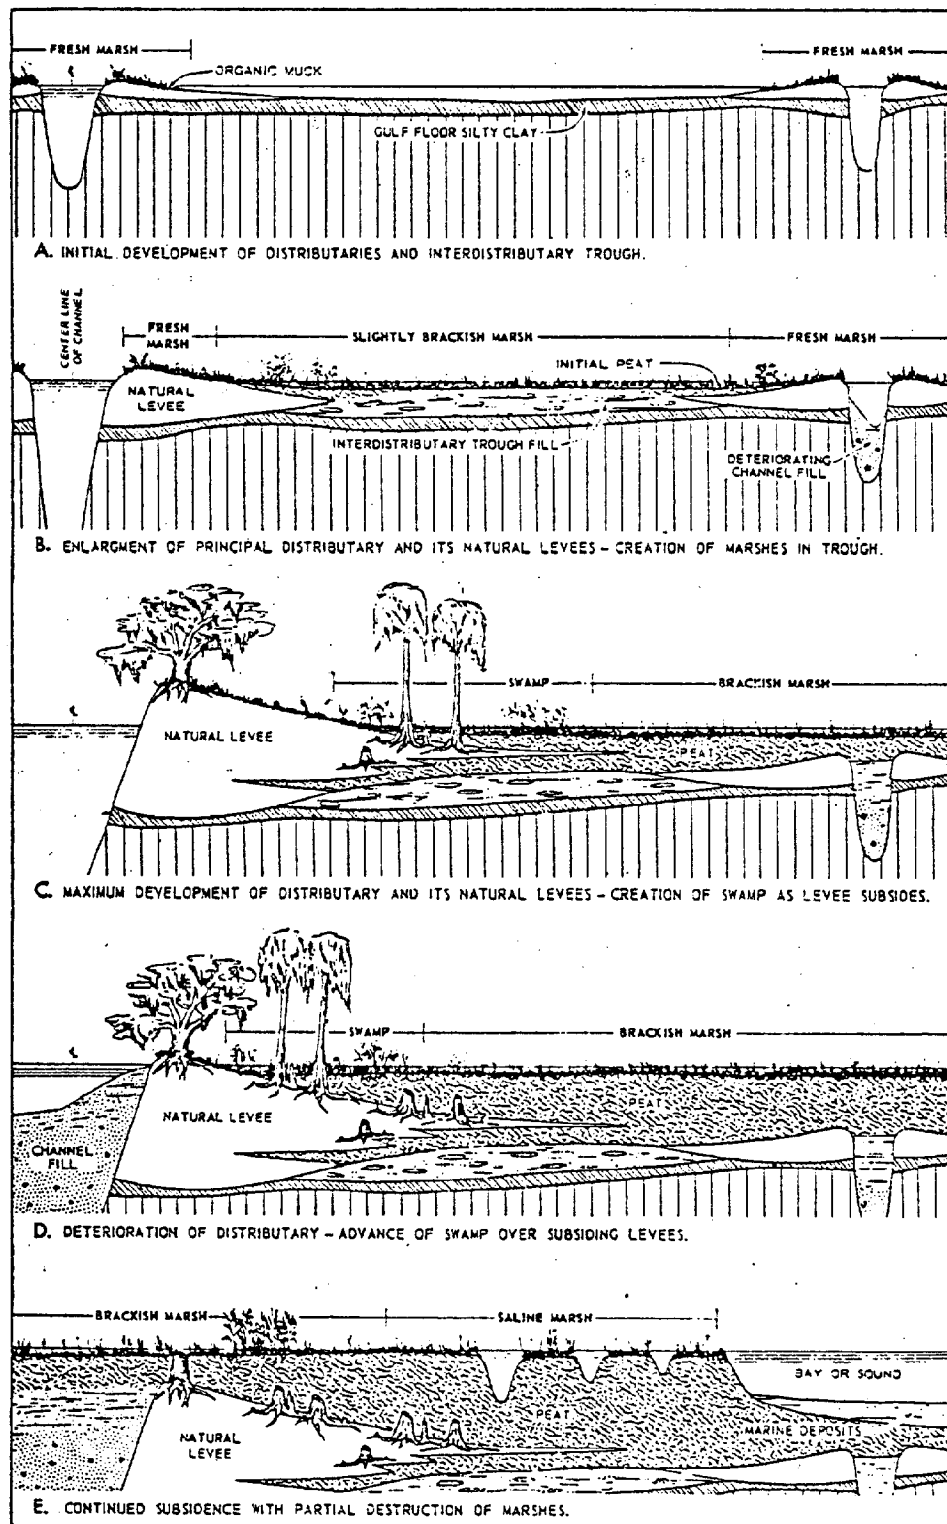 FRESH MARSH
FRESH MARSH
ORGANIC MUCK
GULF FLOOR SILTY CLAY
A. INITIAL DEVELOPMENT OF DISTRIBUTARIES AND INTERDISTRIBUTARY TROUGH.
CENTER LINE
OF CHANNEL
FRESH
MARSH
SLIGHTLY BRACKISH MARSH
FRESH MARSH
INITIAL PEAT
NATURAL
LEVEE
INTERDISTRIBUTARY TROUGH FILL
DETERIORATING
CHANNEL FILL
B. ENLARGMENT OF PRINCIPAL DISTRIBUTARY AND ITS NATURAL LEVEES - CREATION OF MARSHES IN TROUGH.
SWAMP
BRACKISH MARSH
NATURAL LEVEE
PEAT
C. MAXIMUM DEVELOPMENT OF DISTRIBUTARY AND ITS NATURAL LEVEES - CREATION OF SWAMP AS LEVEE SUBSIDES.
SWAMP
BRACKISH MARSH
PEAT
NATURAL LEVEE
CHANNEL
FILL
D. DETERIORATION OF DISTRIBUTARY - ADVANCE OF SWAMP OVER SUBSIDING LEVEES.
BRACKISH MARSH
SALINE MARSH
BAY OR SOUND
PEAT
MARINE DEPOSITS
NATURAL
LEVEE
E. CONTINUED SUBSIDENCE WITH PARTIAL DESTRUCTION OF MARSHES.